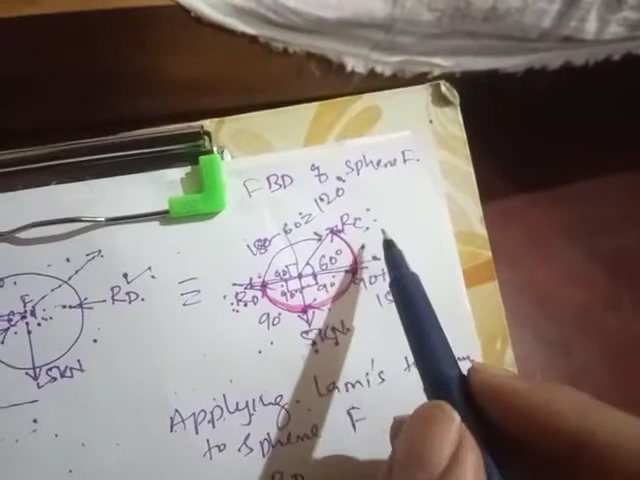 FBD of Sphere F.
180 - 60 = 120°
RC
60°
90°
RD
90° 90°
90+
90°
5KN
F
RD.
≡
5KN
Applying Lami's
to Sphere F
RD